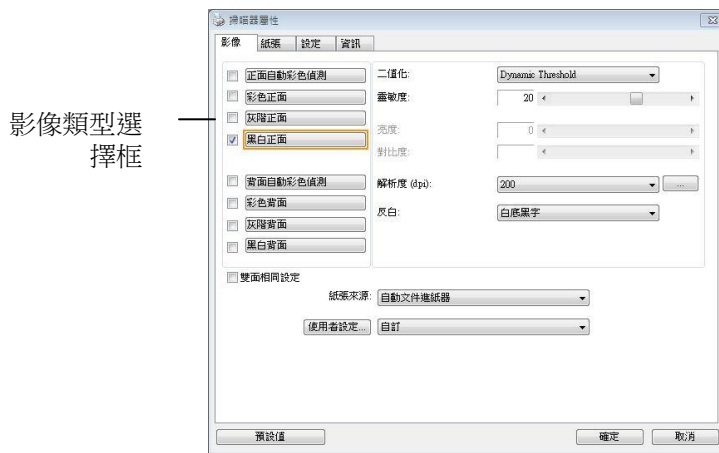 掃描器屬性
影像 紙張 設定 資訊
正面自動彩色偵測 二值化: Dynamic Threshold
彩色正面 靈敏度: 20
影像類型選
擇框
灰階正面 亮度: 0
黑白正面 對比度:
背面自動彩色偵測 解析度 (dpi): 200 ...
彩色背面 反白: 白底黑字
灰階背面
黑白背面
雙面相同設定
紙張來源: 自動文件進紙器
使用者設定... 自訂
預設值 確定 取消